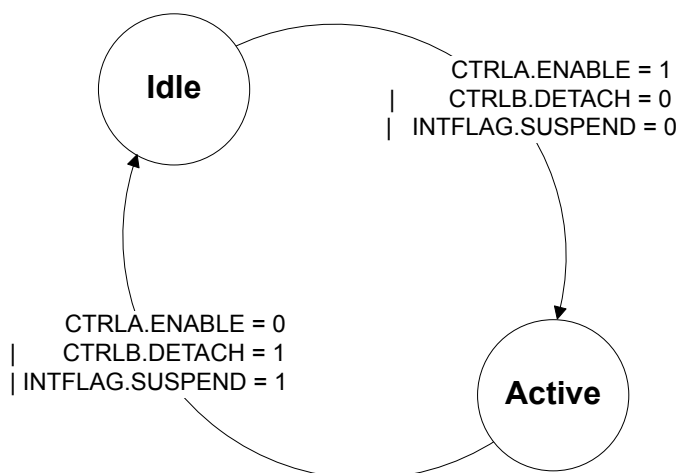 Idle
CTRLA.ENABLE = 1
| CTRLB.DETACH = 0
| INTFLAG.SUSPEND = 0
CTRLA.ENABLE = 0
| CTRLB.DETACH = 1
| INTFLAG.SUSPEND = 1
Active